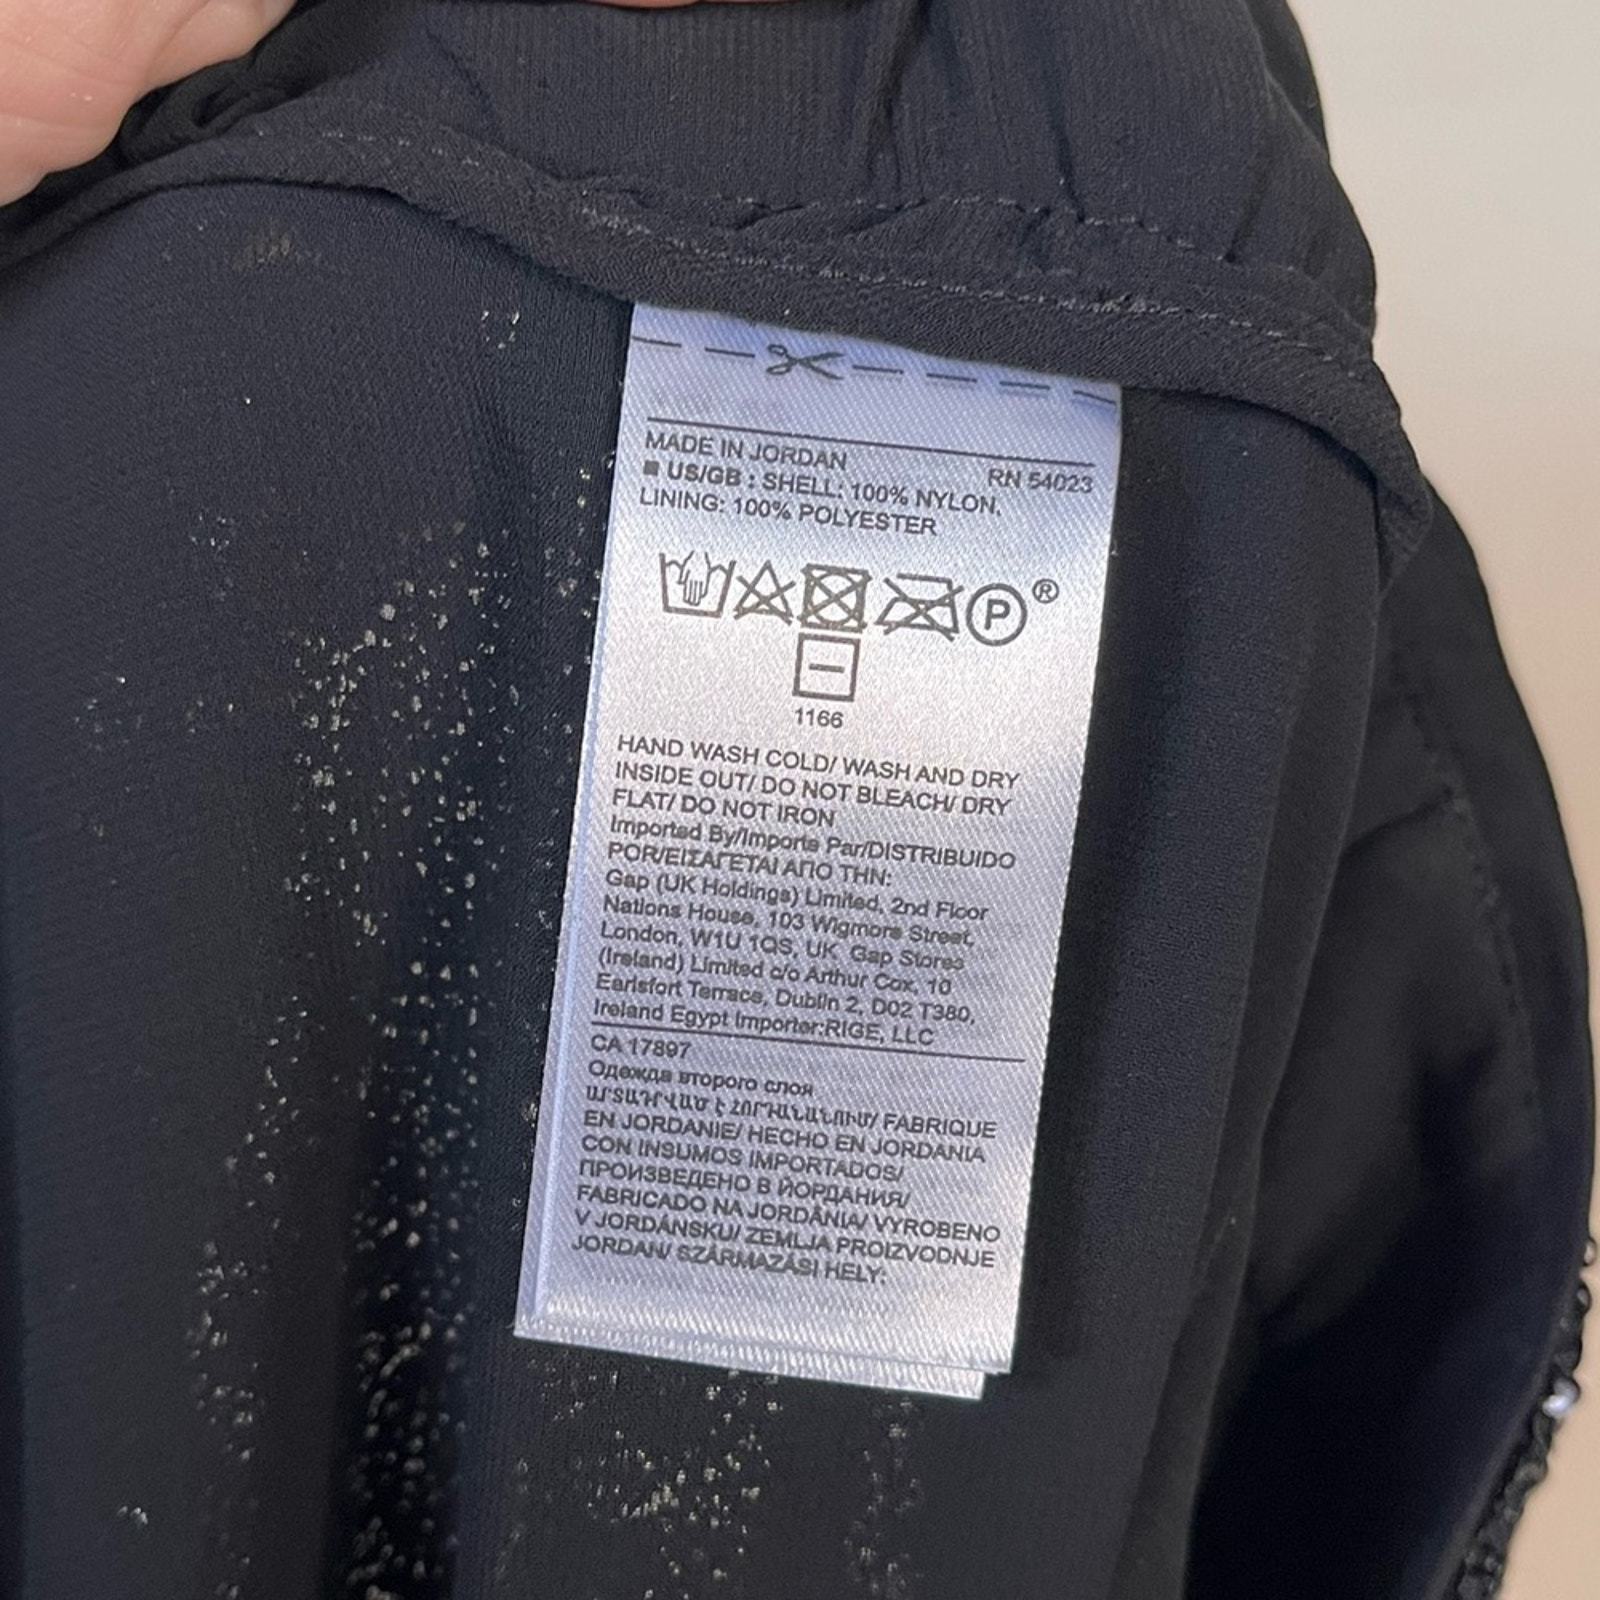 MADE IN JORDAN
RN 54023
■ US/GB : SHELL: 100% NYLON.
LINING: 100% POLYESTER
P ®
1166
HAND WASH COLD/ WASH AND DRY
INSIDE OUT/ DO NOT BLEACH/ DRY
FLAT/ DO NOT IRON
Imported By/Importe Par/DISTRIBUIDO
POR/ΕΙΣΑΓΕΤΑΙ ΑΠΟ ΤΗΝ:
Gap (UK Holdings) Limited, 2nd Floor
Nations House, 103 Wigmore Street,
London, W1U 1QS, UK Gap Stores
(Ireland) Limited c/o Arthur Cox, 10
Earlsfort Terrace, Dublin 2, D02 T380,
Ireland Egypt Importer:RIGE, LLC
CA 17897
Одежда второго слоя
ԱՐՏԱԴՐՎԱԾ Է ՀՈՐԴԱՆԱՆՈՒՄ/ FABRIQUE
EN JORDANIE/ HECHO EN JORDANIA
CON INSUMOS IMPORTADOS/
ПРОИЗВЕДЕНО В ЙОРДАНИЯ/
FABRICADO NA JORDÂNIA/ VYROBENO
V JORDÁNSKU/ ZEMLJA PROIZVODNJE
JORDAN/ SZÁRMAZÁSI HELY: